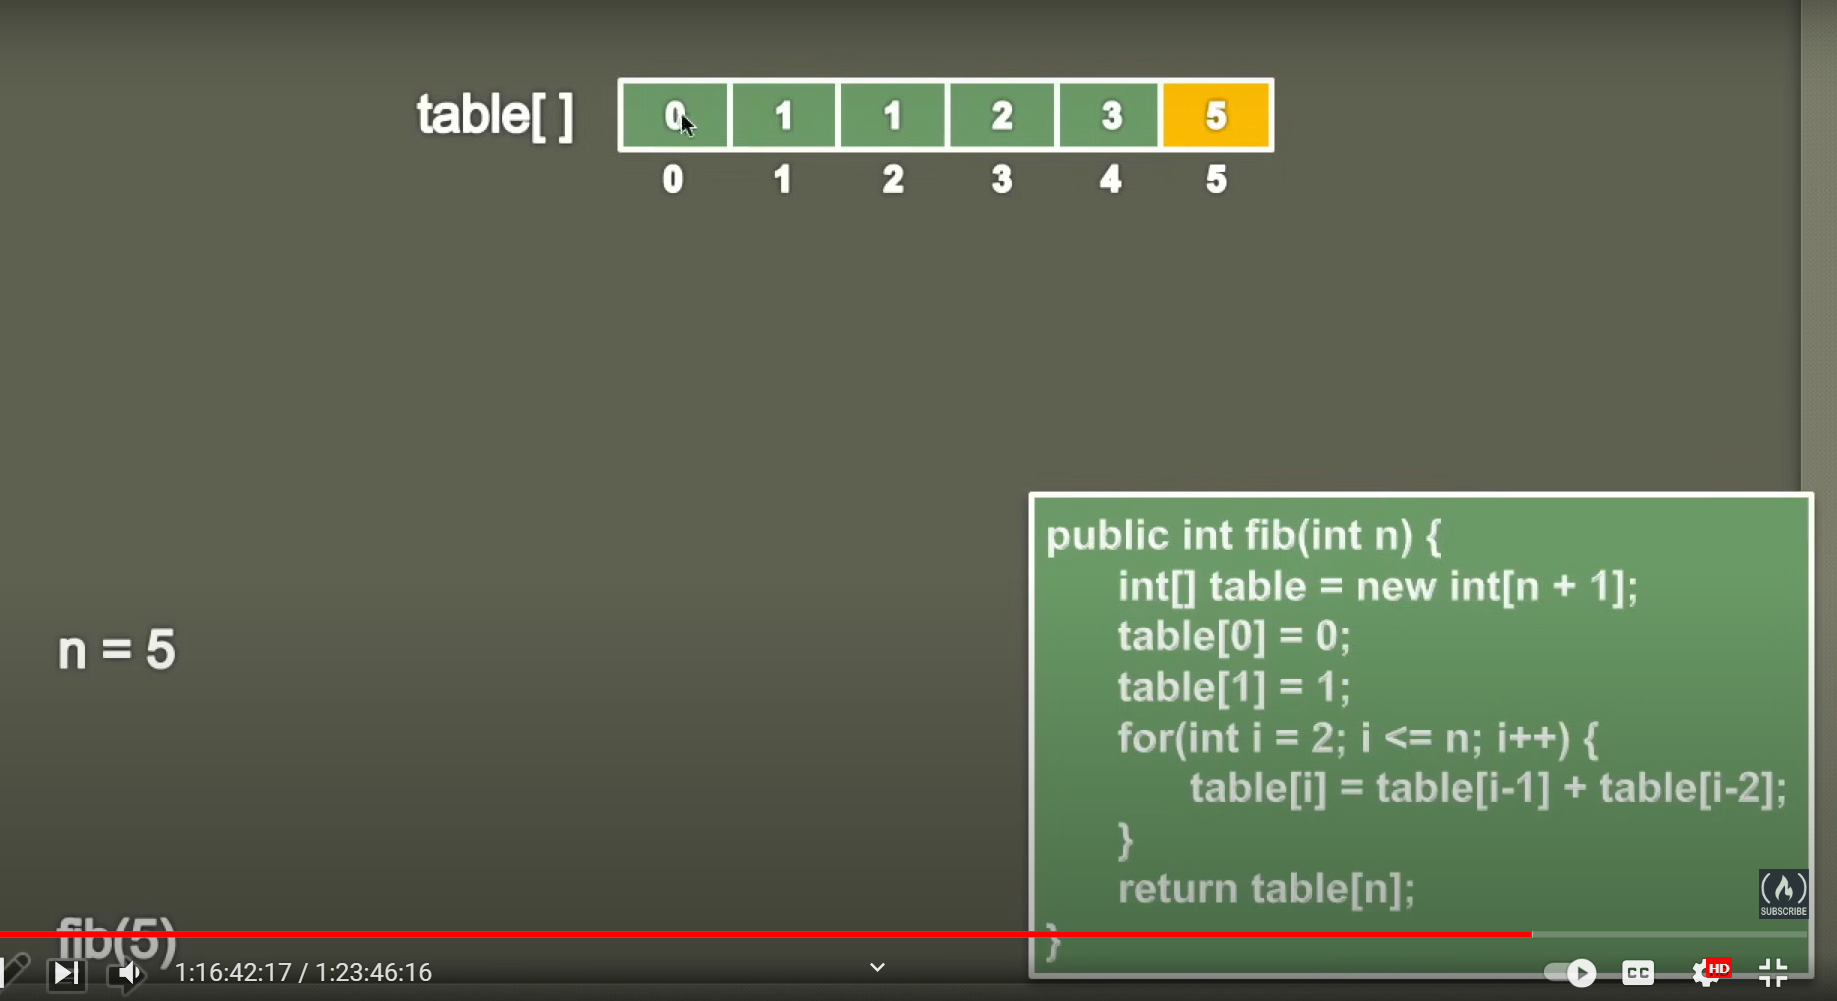 table[ ] 0 1 1 2 3 5
0 1 2 3 4 5
public int fib(int n) {
int[] table = new int[n + 1];
table[0] = 0;
table[1] = 1;
for(int i = 2; i <= n; i++) {
table[i] = table[i-1] + table[i-2];
}
return table[n];
}
n = 5
fib(5)
SUBSCRIBE
1:16:42:17 / 1:23:46:16
CC
HD